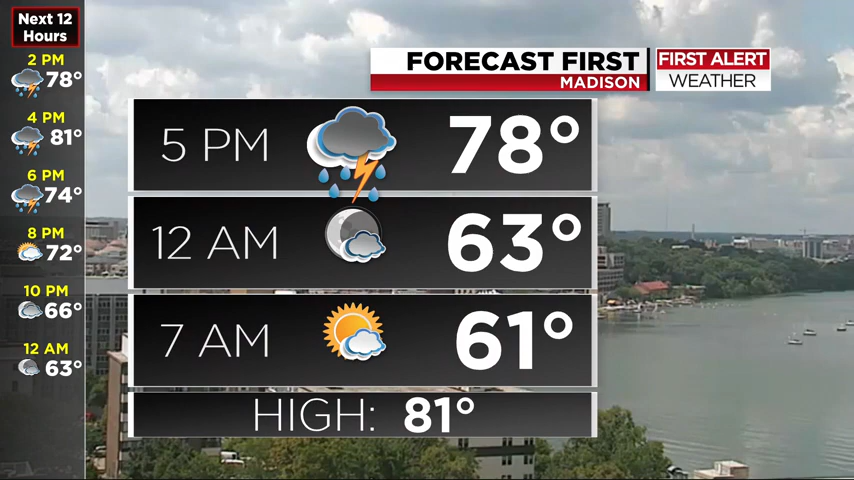 Next 12
Hours
2 PM
78°
4 PM
81°
6 PM
74°
8 PM
72°
10 PM
66°
12 AM
63°
FORECAST FIRST
MADISON
FIRST ALERT
WEATHER
5 PM 78°
12 AM 63°
7 AM 61°
HIGH: 81°